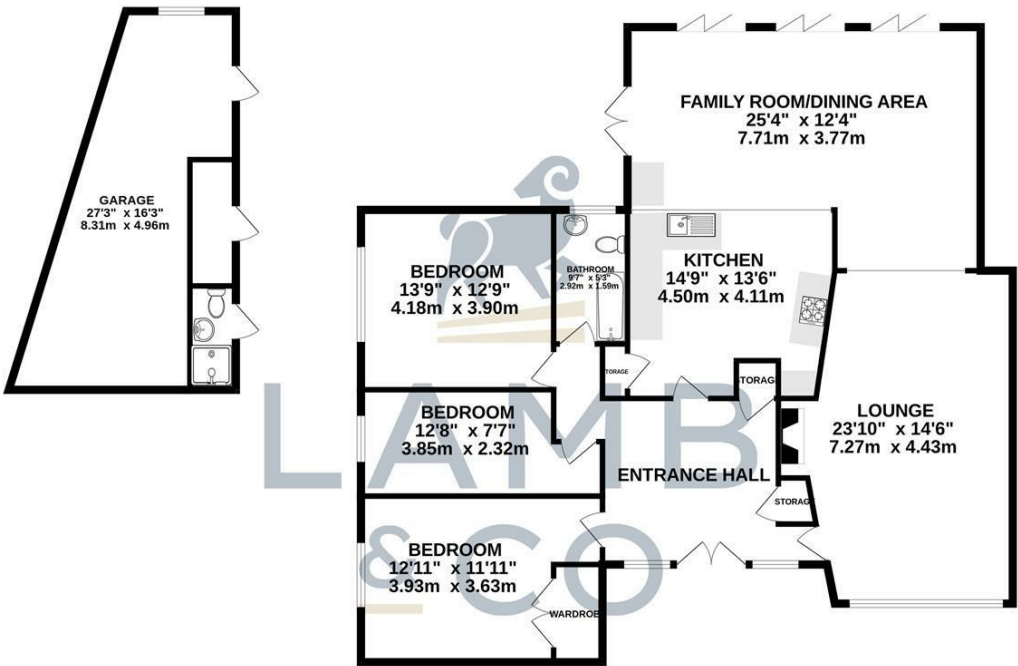 GARAGE
27'3" x 16'3"
8.31m x 4.96m
FAMILY ROOM/DINING AREA
25'4" x 12'4"
7.71m x 3.77m
BEDROOM
13'9" x 12'9"
4.18m x 3.90m
BATHROOM
9'7" x 5'3"
2.92m x 1.59m
KITCHEN
14'9" x 13'6"
4.50m x 4.11m
TORAGE
STORAG
BEDROOM
12'8" x 7'7"
3.85m x 2.32m
LOUNGE
23'10" x 14'6"
7.27m x 4.43m
ENTRANCE HALL
STORAG
BEDROOM
12'11" x 11'11"
3.93m x 3.63m
WARDROBE
LAMB
& CO